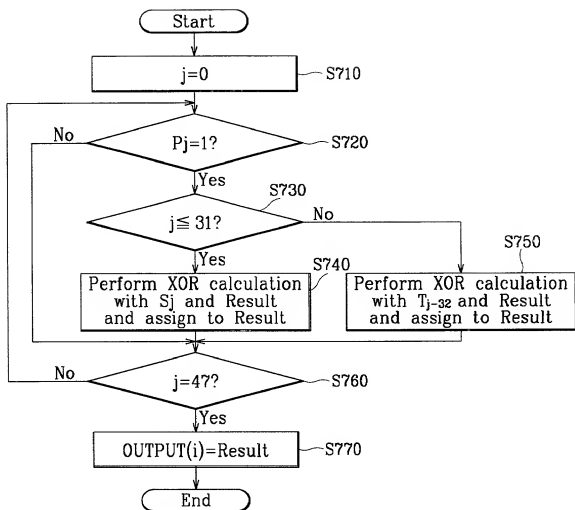 Start
j=0
S710
No
Pj=1?
S720
Yes
S730
j≦31?
No
Yes
S740
S750
Perform XOR calculation
with Sj and Result
and assign to Result
Perform XOR calculation
with Tj-32 and Result
and assign to Result
No
j=47?
S760
Yes
OUTPUT(i)=Result
S770
End